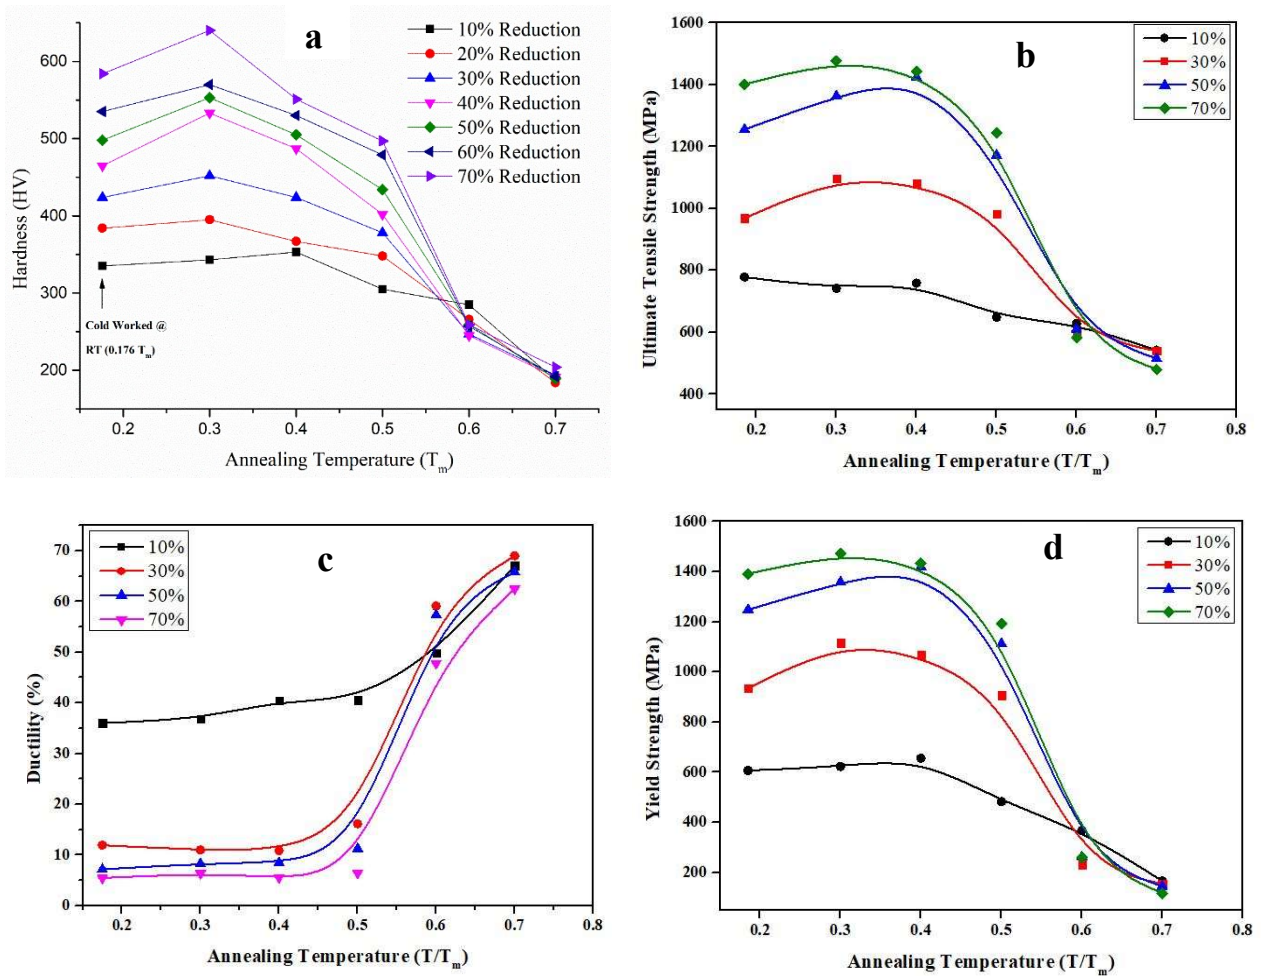 a
10% Reduction
20% Reduction
30% Reduction
40% Reduction
50% Reduction
60% Reduction
70% Reduction
600
500
400
300
200
Hardness (HV)
Cold Worked @
RT (0.176 Tm)
0.2 0.3 0.4 0.5 0.6 0.7
Annealing Temperature (Tm)
b
10%
30%
50%
70%
1600
1400
1200
1000
800
600
400
Ultimate Tensile Strength (MPa)
0.2 0.3 0.4 0.5 0.6 0.7 0.8
Annealing Temperature (T/Tm)
c
10%
30%
50%
70%
70
60
50
40
30
20
10
0
Ductility (%)
0.2 0.3 0.4 0.5 0.6 0.7 0.8
Annealing Temperature (T/Tm)
d
10%
30%
50%
70%
1600
1400
1200
1000
800
600
400
200
Yield Strength (MPa)
0.2 0.3 0.4 0.5 0.6 0.7 0.8
Annealing Temperature (T/Tm)